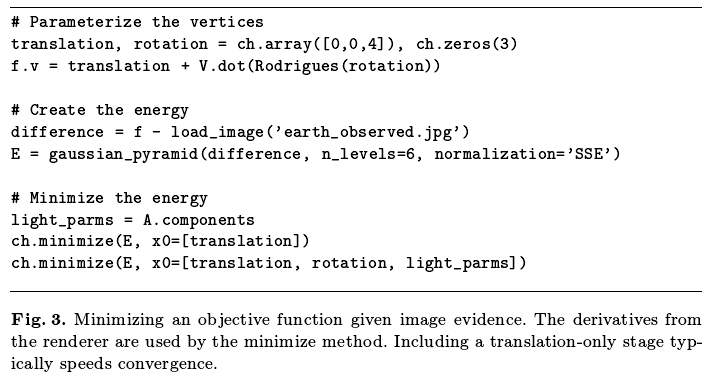 # Parameterize the vertices
translation, rotation = ch.array([0,0,4]), ch.zeros(3)
f.v = translation + V.dot(Rodrigues(rotation))
# Create the energy
difference = f - load_image('earth_observed.jpg')
E = gaussian_pyramid(difference, n_levels=6, normalization='SSE')
# Minimize the energy
light_parms = A.components
ch.minimize(E, x0=[translation])
ch.minimize(E, x0=[translation, rotation, light_parms])
Fig. 3. Minimizing an objective function given image evidence. The derivatives from
the renderer are used by the minimize method. Including a translation-only stage typ-
ically speeds convergence.